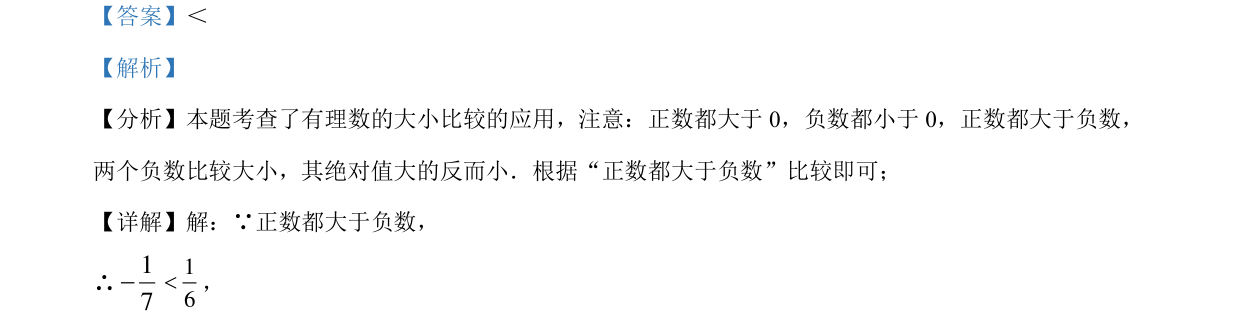 【答案】＜
【解析】
【分析】本题考查了有理数的大小比较的应用，注意：正数都大于 0，负数都小于 0，正数都大于负数，
两个负数比较大小，其绝对值大的反而小．根据“正数都大于负数”比较即可；
【详解】解：∵正数都大于负数，
∴−1/7<1/6，